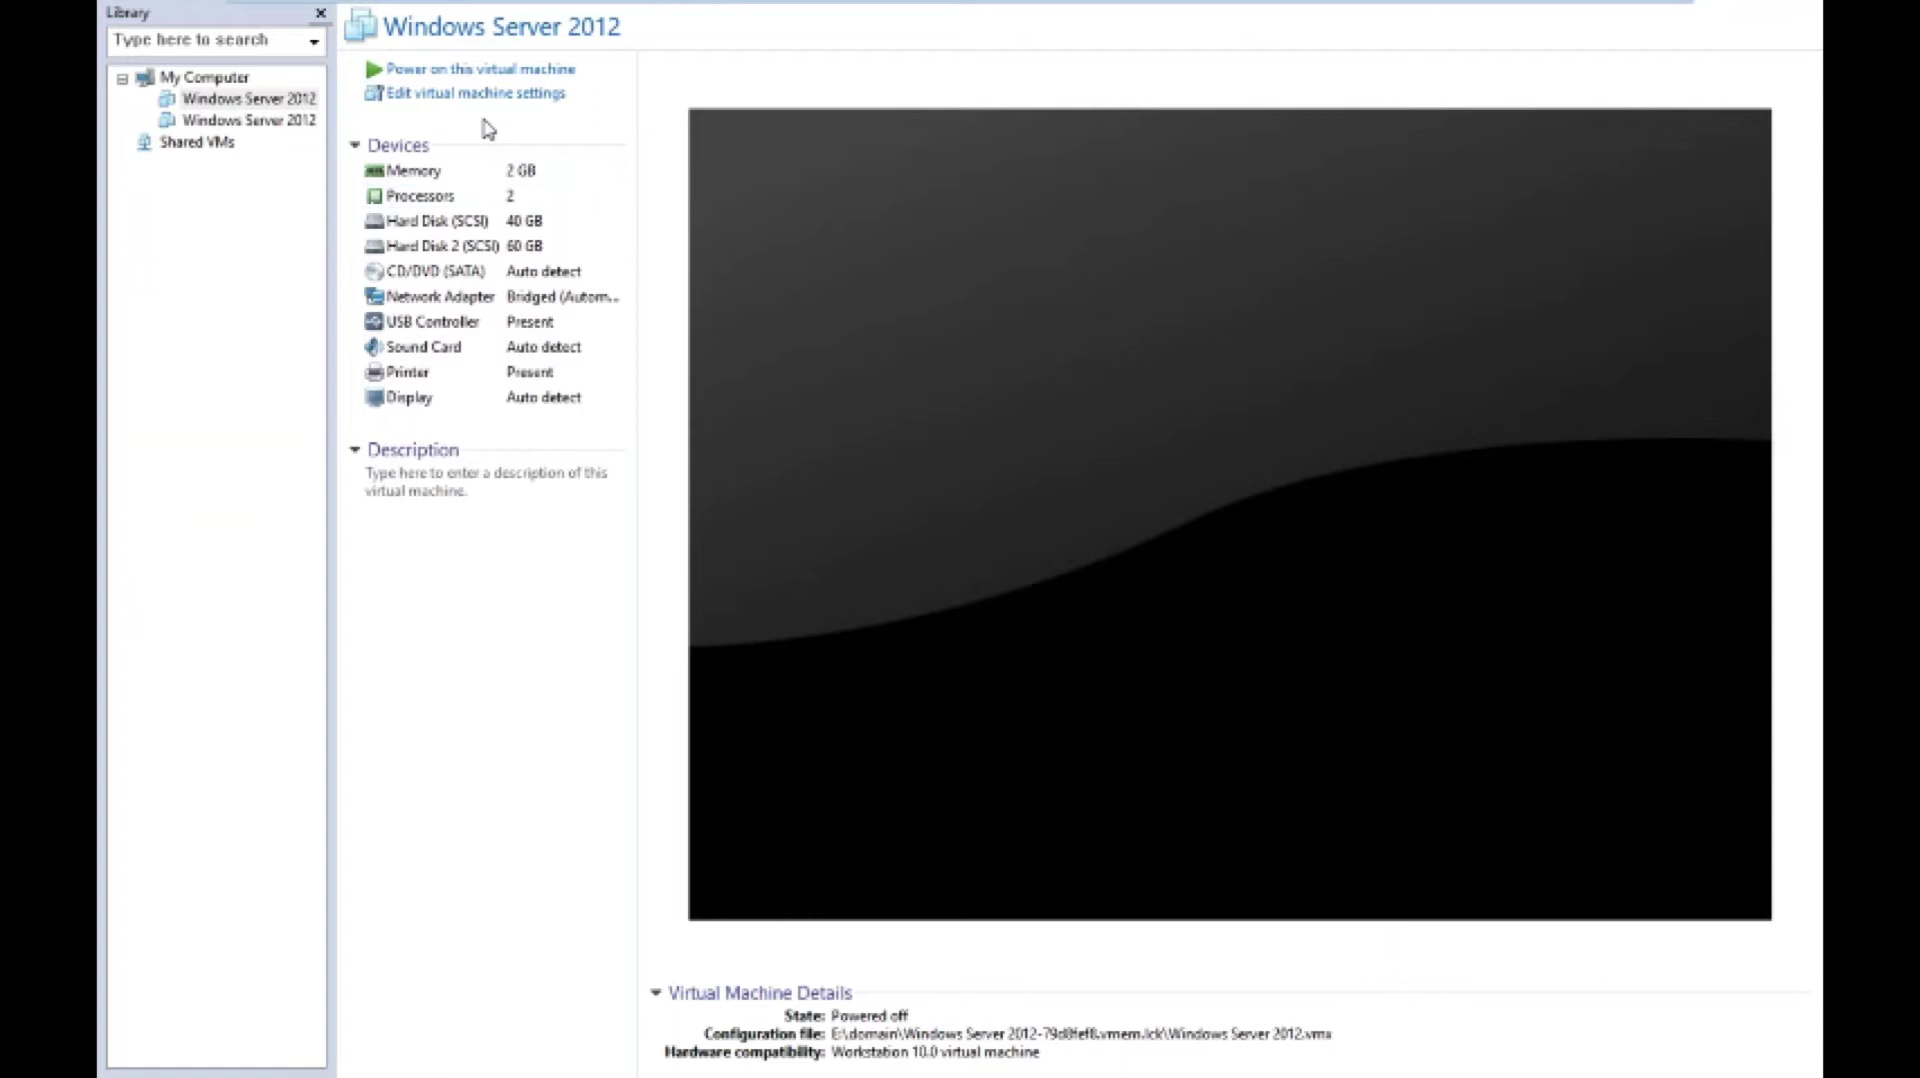 Library
Type here to search
My Computer
Windows Server 2012
Windows Server 2012
Shared VMs
Windows Server 2012
Power on this virtual machine
Edit virtual machine settings
Devices
Memory 2 GB
Processors 2
Hard Disk (SCSI) 40 GB
Hard Disk 2 (SCSI) 60 GB
CD/DVD (SATA) Auto detect
Network Adapter Bridged (Autom...
USB Controller Present
Sound Card Auto detect
Printer Present
Display Auto detect
Description
Type here to enter a description of this
virtual machine.
Virtual Machine Details
State: Powered off
Configuration file: E:\domain\Windows Server 2012-79d8fef8.vmem.lck\Windows Server 2012.vmx
Hardware compatibility: Workstation 10.0 virtual machine